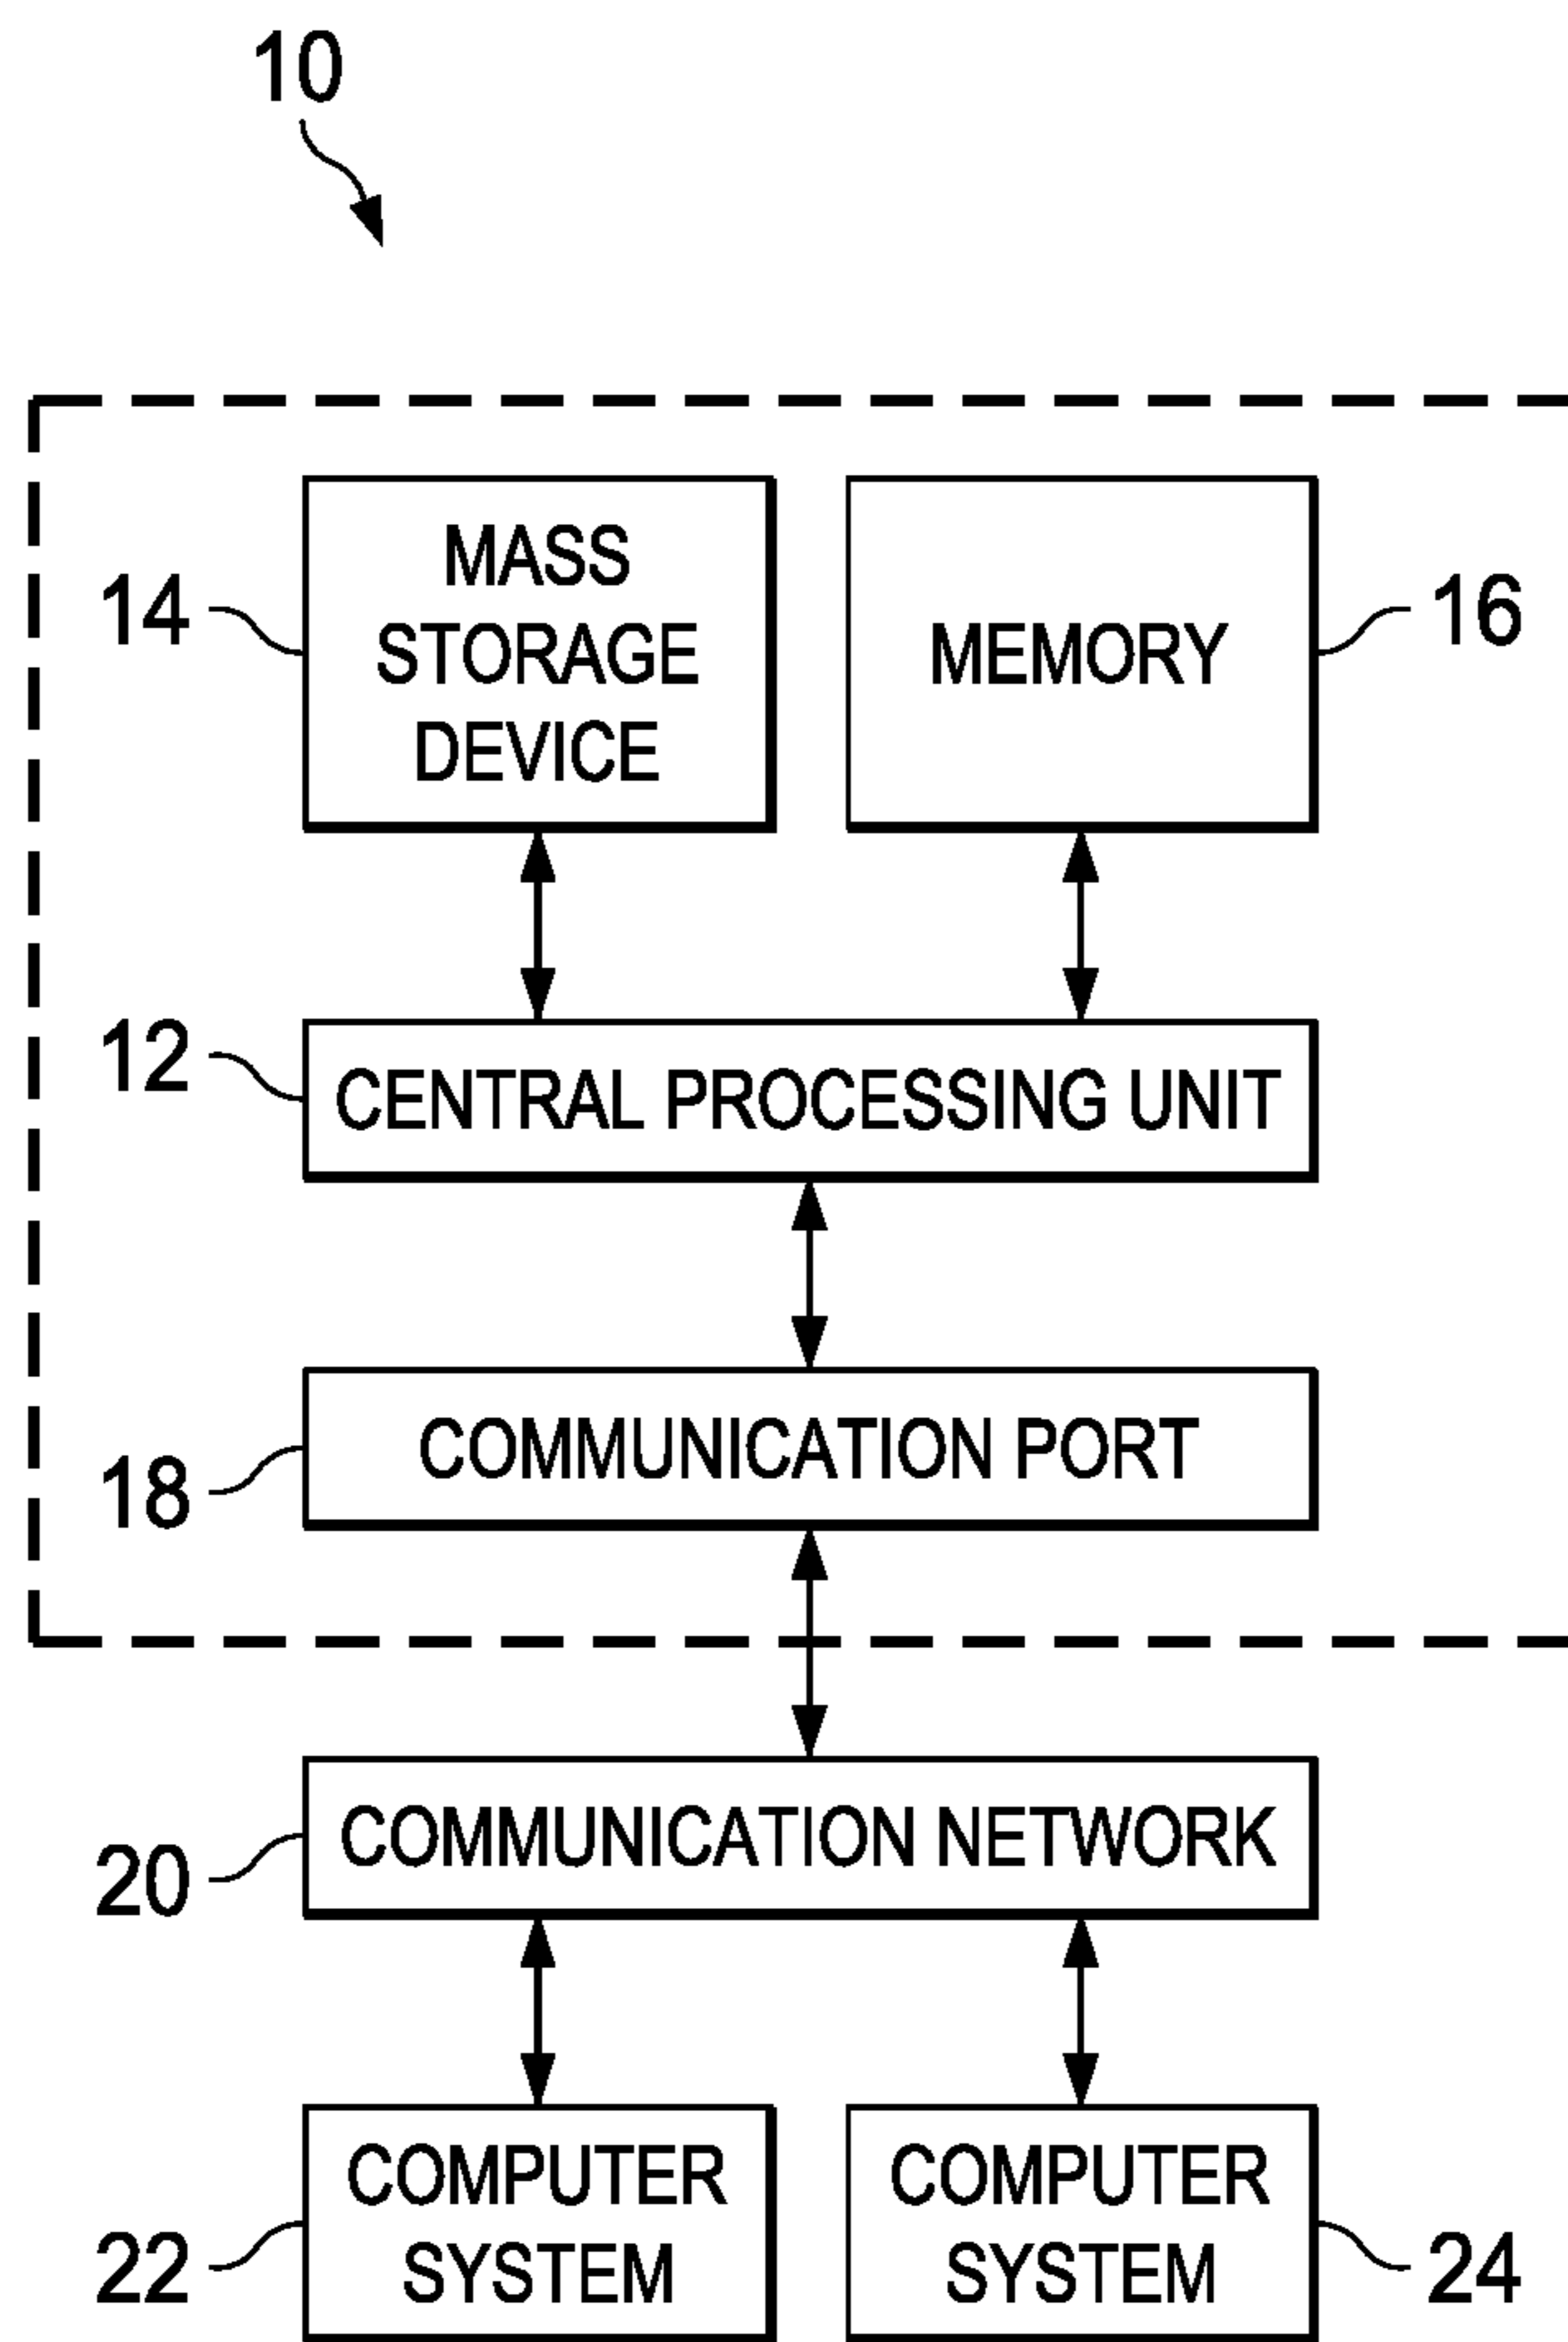 10
MASS
STORAGE
DEVICE
14
MEMORY
16
12
CENTRAL PROCESSING UNIT
18
COMMUNICATION PORT
20
COMMUNICATION NETWORK
22
COMPUTER
SYSTEM
COMPUTER
SYSTEM
24